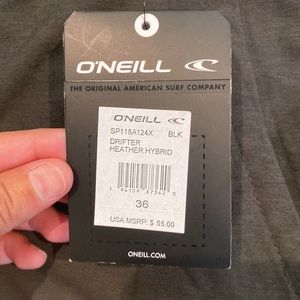 O'NEILL
THE ORIGINAL AMERICAN SURF COMPANY
O'NEILL
SP118A124X BLK
DRIFTER
HEATHER HYBRID
36
USA MSRP: $ 55.00
ONEILL.COM